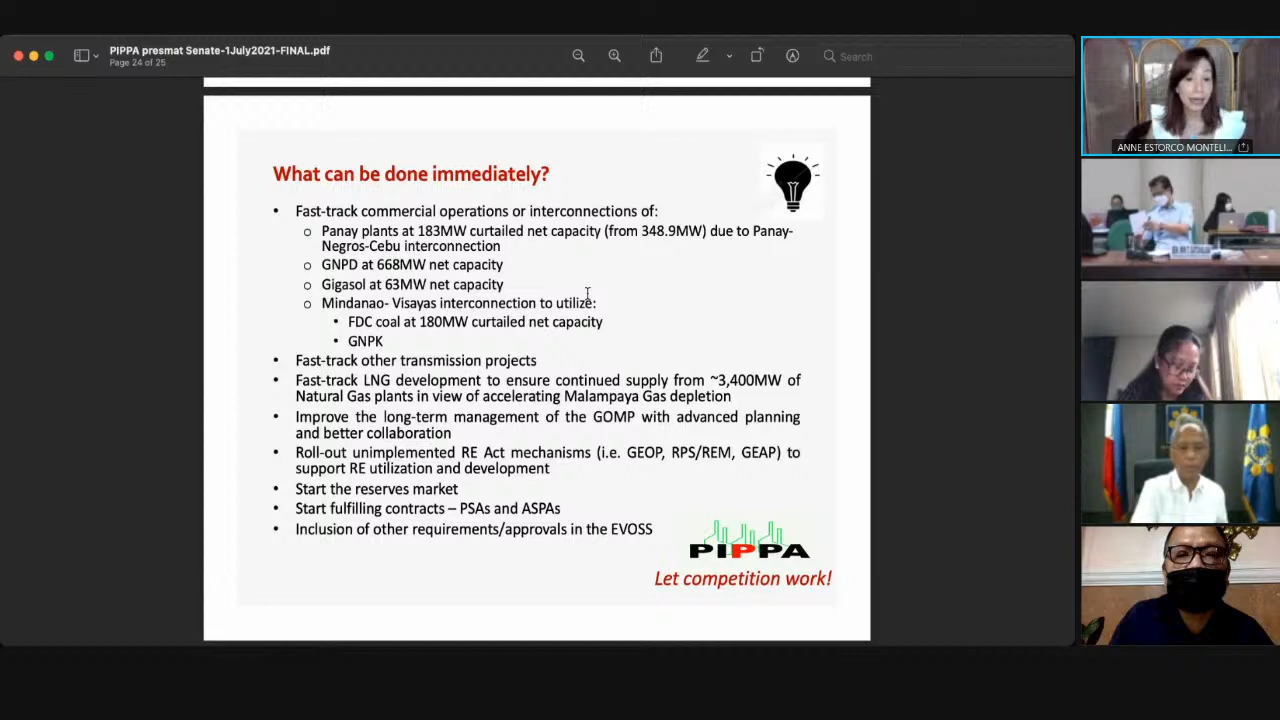 PIPPA presmat Senate-1July2021-FINAL.pdf
Page 24 of 25
Search
What can be done immediately?
• Fast-track commercial operations or interconnections of:
o Panay plants at 183MW curtailed net capacity (from 348.9MW) due to Panay-
Negros-Cebu interconnection
o GNPD at 668MW net capacity
o Gigasol at 63MW net capacity
o Mindanao- Visayas interconnection to utilize:
• FDC coal at 180MW curtailed net capacity
• GNPK
• Fast-track other transmission projects
• Fast-track LNG development to ensure continued supply from ~3,400MW of
Natural Gas plants in view of accelerating Malampaya Gas depletion
• Improve the long-term management of the GOMP with advanced planning
and better collaboration
• Roll-out unimplemented RE Act mechanisms (i.e. GEOP, RPS/REM, GEAP) to
support RE utilization and development
• Start the reserves market
• Start fulfilling contracts – PSAs and ASPAs
• Inclusion of other requirements/approvals in the EVOSS
PIPPA
Let competition work!
ANNE ESTORCO MONTELI...